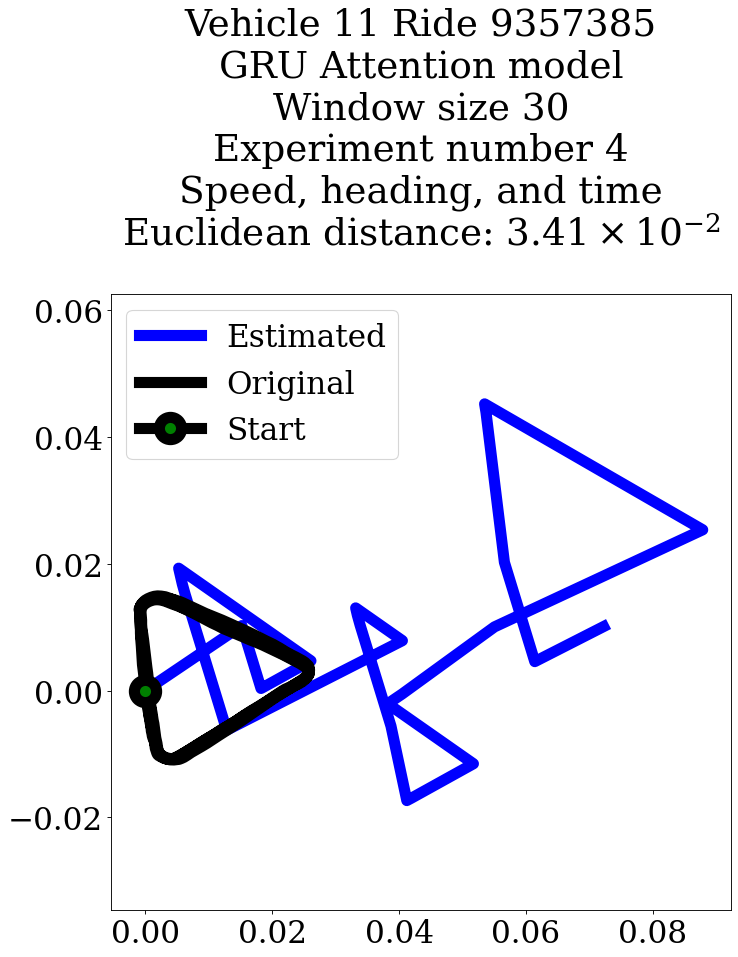 Vehicle 11 Ride 9357385
GRU Attention model
Window size 30
Experiment number 4
Speed, heading, and time
Euclidean distance: 3.41 × 10⁻²
0.06
Estimated
Original
Start
0.04
0.02
0.00
−0.02
0.00 0.02 0.04 0.06 0.08